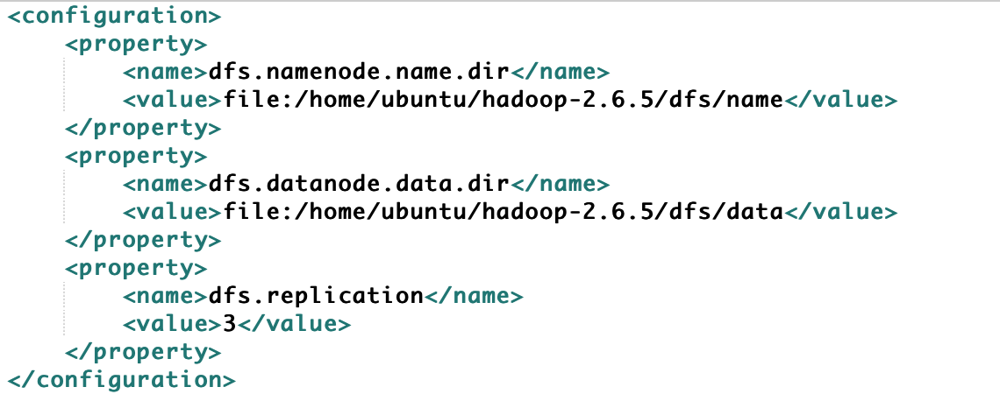 <configuration>
    <property>
        <name>dfs.namenode.name.dir</name>
        <value>file:/home/ubuntu/hadoop-2.6.5/dfs/name</value>
    </property>
    <property>
        <name>dfs.datanode.data.dir</name>
        <value>file:/home/ubuntu/hadoop-2.6.5/dfs/data</value>
    </property>
    <property>
        <name>dfs.replication</name>
        <value>3</value>
    </property>
</configuration>